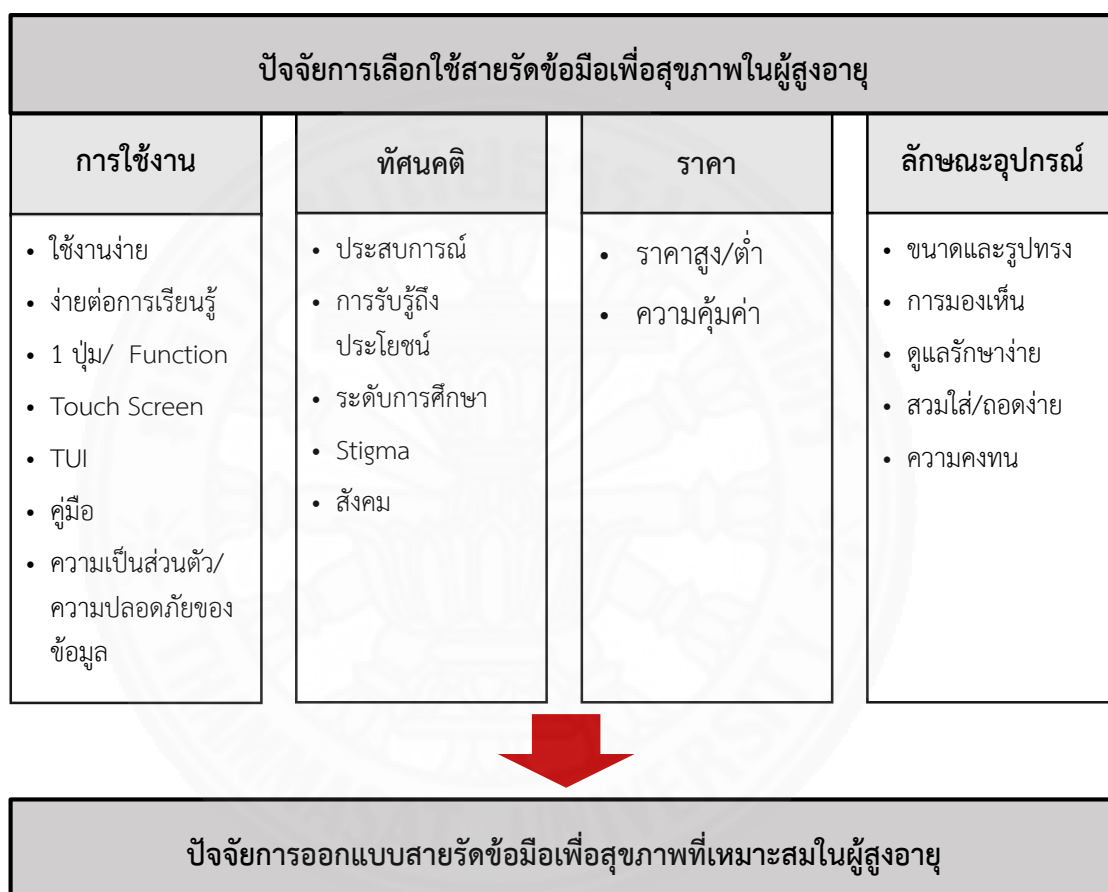 ปัจจัยการเลือกใช้สายรัดข้อมือเพื่อสุขภาพในผู้สูงอายุ
การใช้งาน
• ใช้งานง่าย
• ง่ายต่อการเรียนรู้
• 1 ปุ่ม/ Function
• Touch Screen
• TUI
• คู่มือ
• ความเป็นส่วนตัว/
ความปลอดภัยของ
ข้อมูล
ทัศนคติ
• ประสบการณ์
• การรับรู้ถึง
ประโยชน์
• ระดับการศึกษา
• Stigma
• สังคม
ราคา
• ราคาสูง/ต่ำ
• ความคุ้มค่า
ลักษณะอุปกรณ์
• ขนาดและรูปทรง
• การมองเห็น
• ดูแลรักษาง่าย
• สวมใส่/ถอดง่าย
• ความคงทน
ปัจจัยการออกแบบสายรัดข้อมือเพื่อสุขภาพที่เหมาะสมในผู้สูงอายุ
THAMMASAT UNIVERSITY